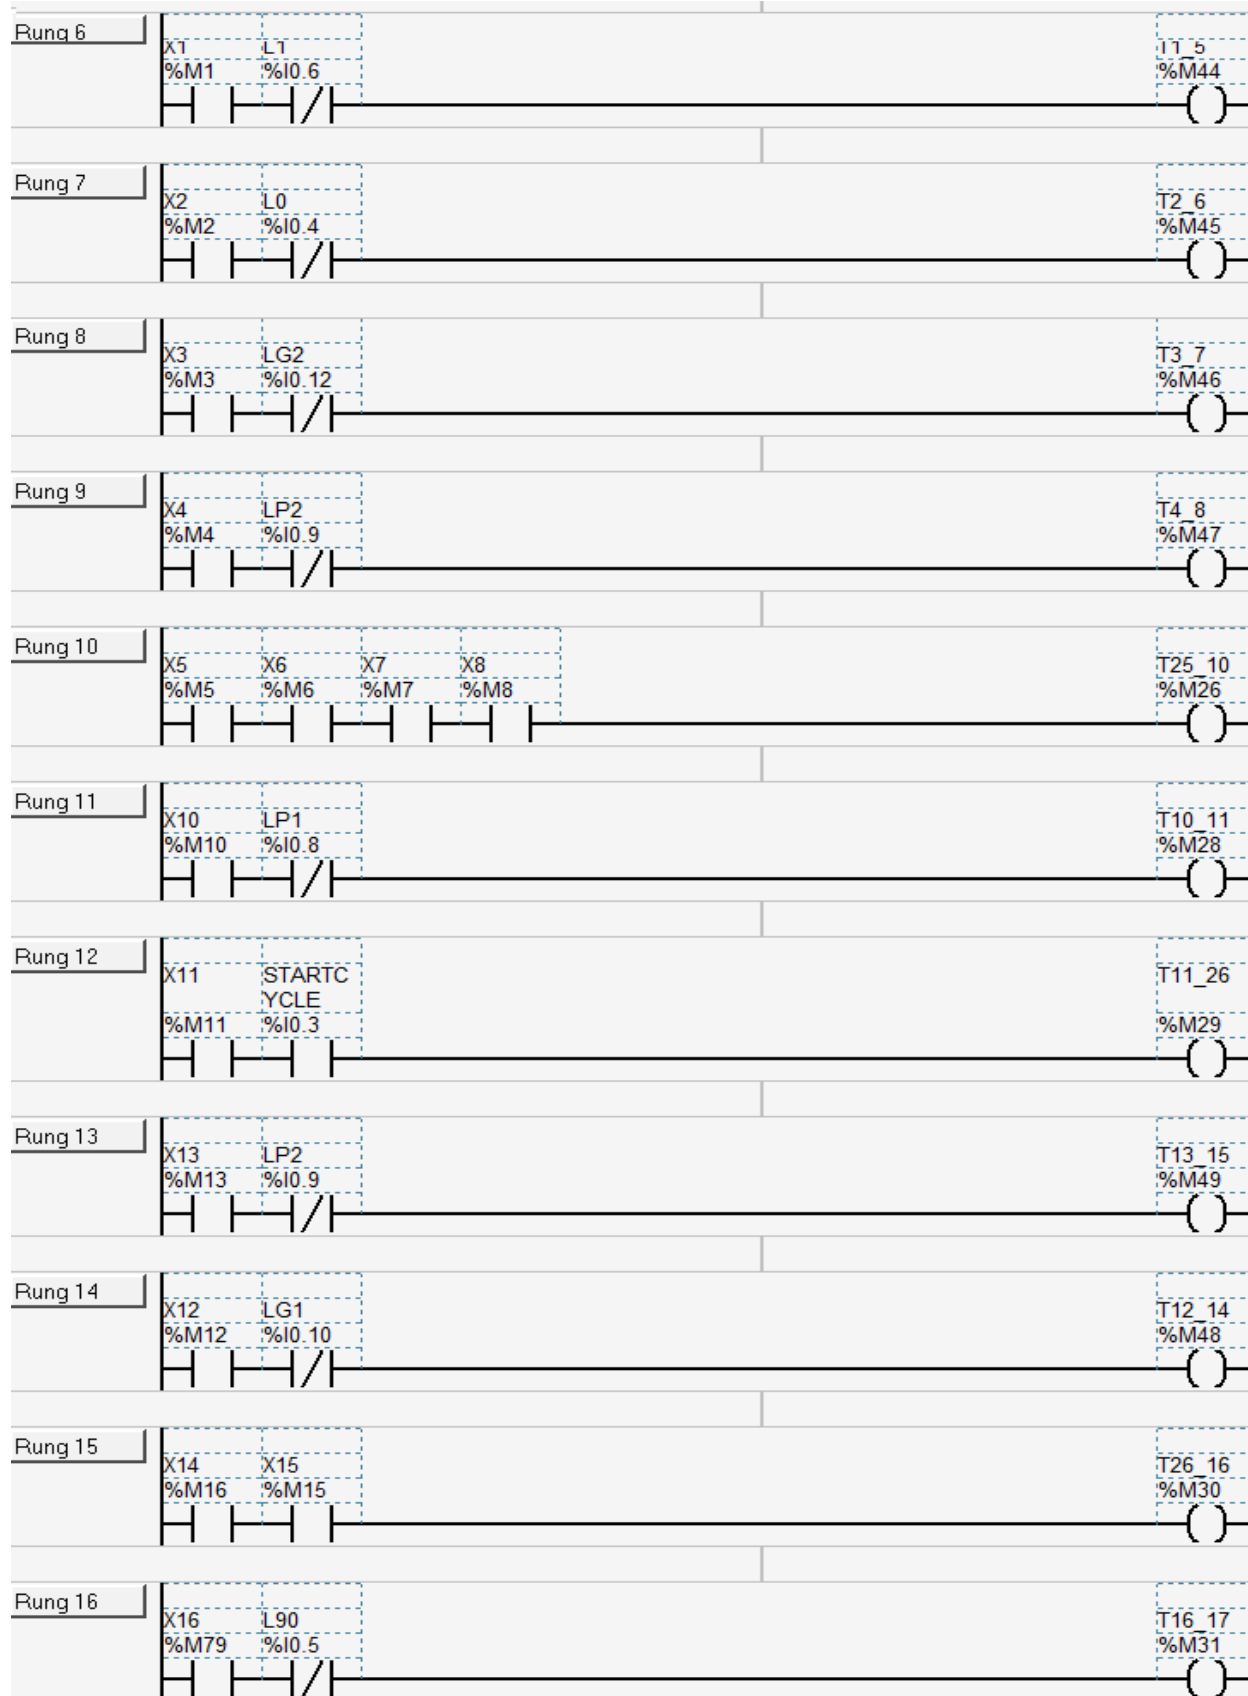 Rung 6
X1 L1 T1_5
%M1 %I0.6 %M44
Rung 7
X2 L0 T2_6
%M2 %I0.4 %M45
Rung 8
X3 LG2 T3_7
%M3 %I0.12 %M46
Rung 9
X4 LP2 T4_8
%M4 %I0.9 %M47
Rung 10
X5 X6 X7 X8 T25_10
%M5 %M6 %M7 %M8 %M26
Rung 11
X10 LP1 T10_11
%M10 %I0.8 %M28
Rung 12
X11 STARTC T11_26
YCLE
%M11 %I0.3 %M29
Rung 13
X13 LP2 T13_15
%M13 %I0.9 %M49
Rung 14
X12 LG1 T12_14
%M12 %I0.10 %M48
Rung 15
X14 X15 T26_16
%M16 %M15 %M30
Rung 16
X16 L90 T16_17
%M79 %I0.5 %M31